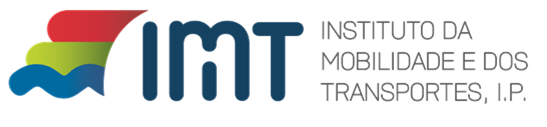 IMT
INSTITUTO DA
MOBILIDADE E DOS
TRANSPORTES, I.P.